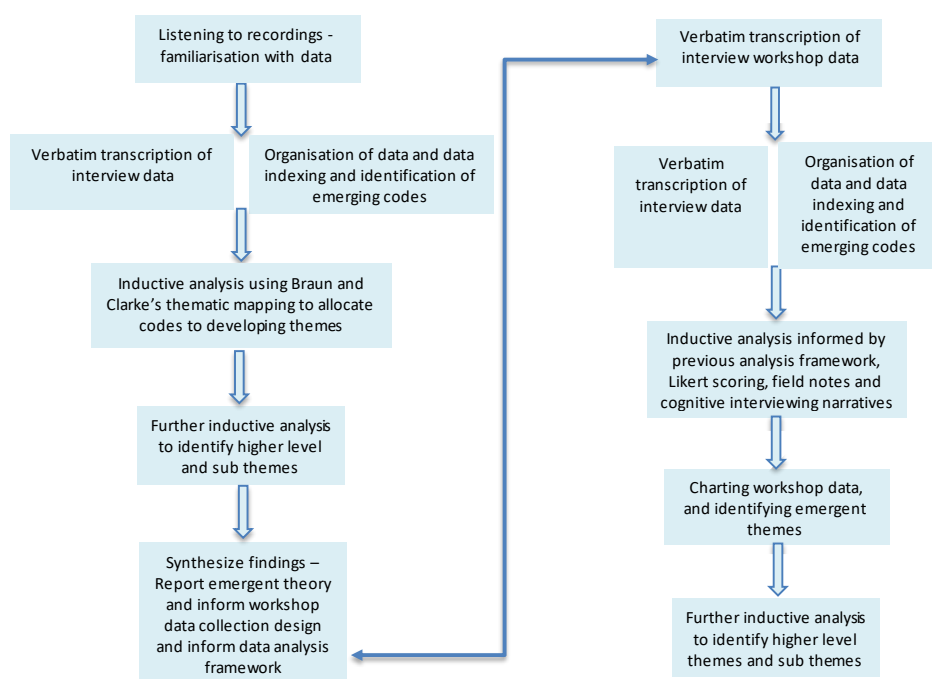 Listening to recordings -
familiarisation with data
Verbatim transcription of
interview data
Organisation of data and data
indexing and identification of
emerging codes
Inductive analysis using Braun and
Clarke’s thematic mapping to allocate
codes to developing themes
Further inductive analysis
to identify higher level
and sub themes
Synthesize findings –
Report emergent theory
and inform workshop
data collection design
and inform data analysis
framework
Verbatim transcription of
interview workshop data
Verbatim
transcription of
interview data
Organisation of
data and data
indexing and
identification of
emerging codes
Inductive analysis informed by
previous analysis framework,
Likert scoring, field notes and
cognitive interviewing narratives
Charting workshop data,
and identifying emergent
themes
Further inductive analysis
to identify higher level
themes and sub themes